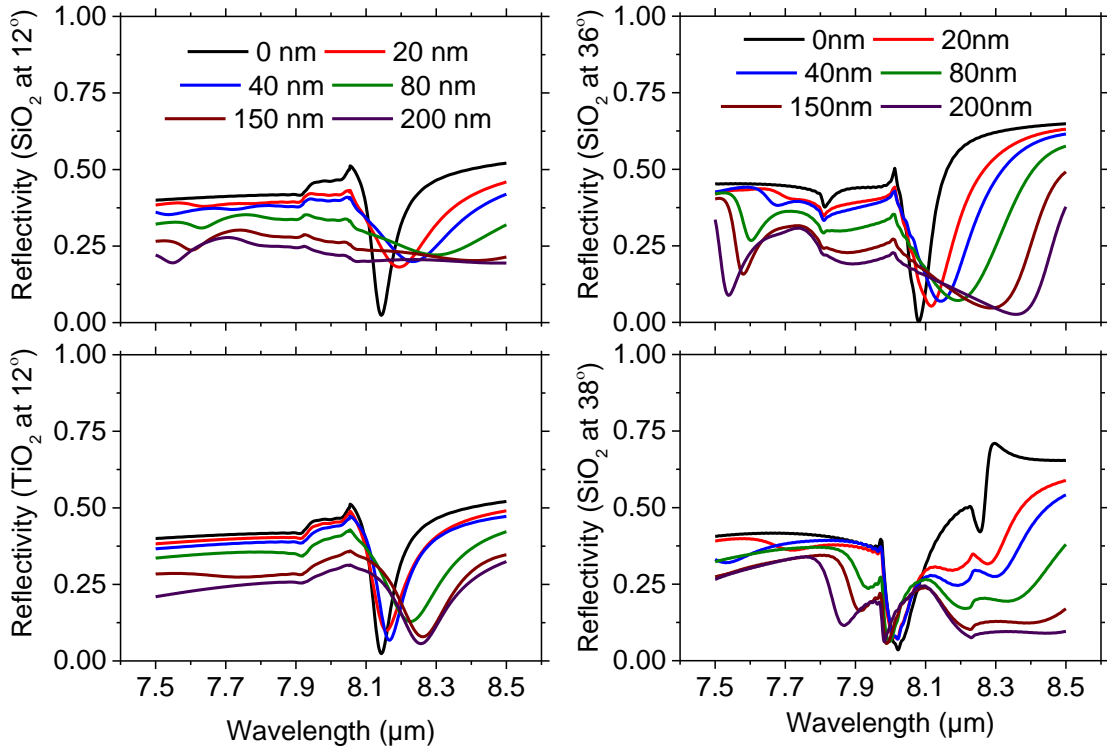 Reflectivity (SiO₂ at 12°)
1.00
0.75
0.50
0.25
0.00
0 nm 20 nm
40 nm 80 nm
150 nm 200 nm
Reflectivity (SiO₂ at 36°)
1.00
0.75
0.50
0.25
0.00
0nm 20nm
40nm 80nm
150nm 200nm
Reflectivity (TiO₂ at 12°)
1.00
0.75
0.50
0.25
0.00
7.5 7.7 7.9 8.1 8.3 8.5
Wavelength (µm)
Reflectivity (SiO₂ at 38°)
1.00
0.75
0.50
0.25
0.00
7.5 7.7 7.9 8.1 8.3 8.5
Wavelength (µm)